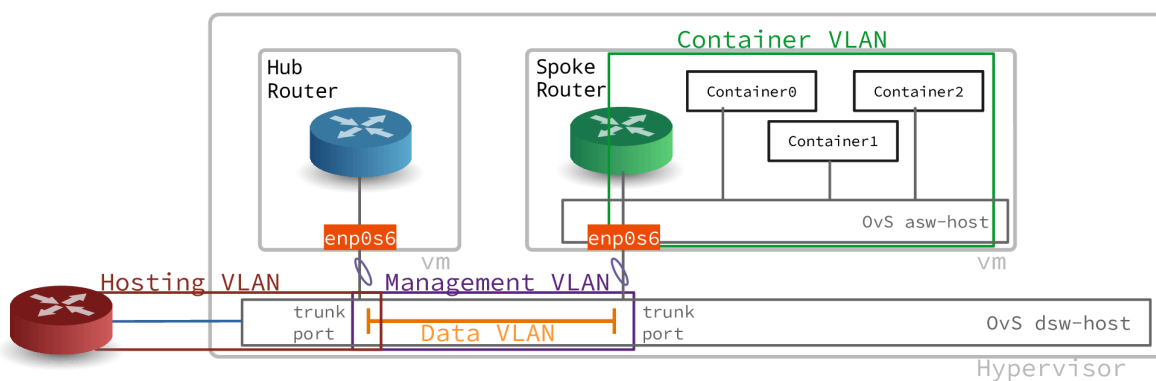 Container VLAN
Hub
Router
Spoke
Router
Container0
Container2
Container1
OvS asw-host
enp0s6
enp0s6
vm
vm
Hosting VLAN
Management VLAN
trunk
port
Data VLAN
trunk
port
OvS dsw-host
Hypervisor